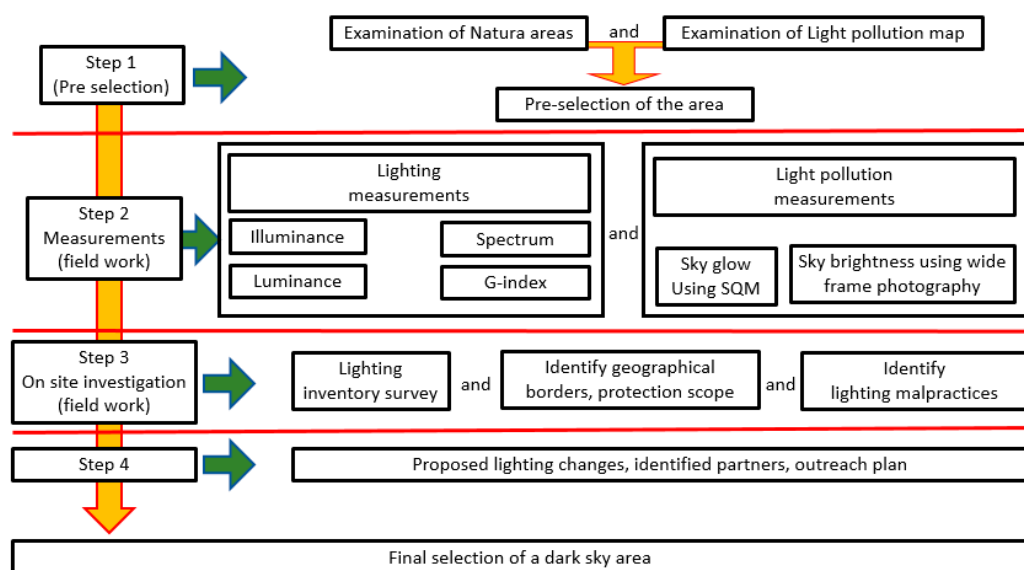 Step 1
(Pre selection)
Examination of Natura areas
and
Examination of Light pollution map
Pre-selection of the area
Step 2
Measurements
(field work)
Lighting
measurements
Illuminance
Spectrum
Luminance
G-index
and
Light pollution
measurements
Sky glow
Using SQM
Sky brightness using wide
frame photography
Step 3
On site investigation
(field work)
Lighting
inventory survey
and
Identify geographical
borders, protection scope
and
Identify
lighting malpractices
Step 4
Proposed lighting changes, identified partners, outreach plan
Final selection of a dark sky area